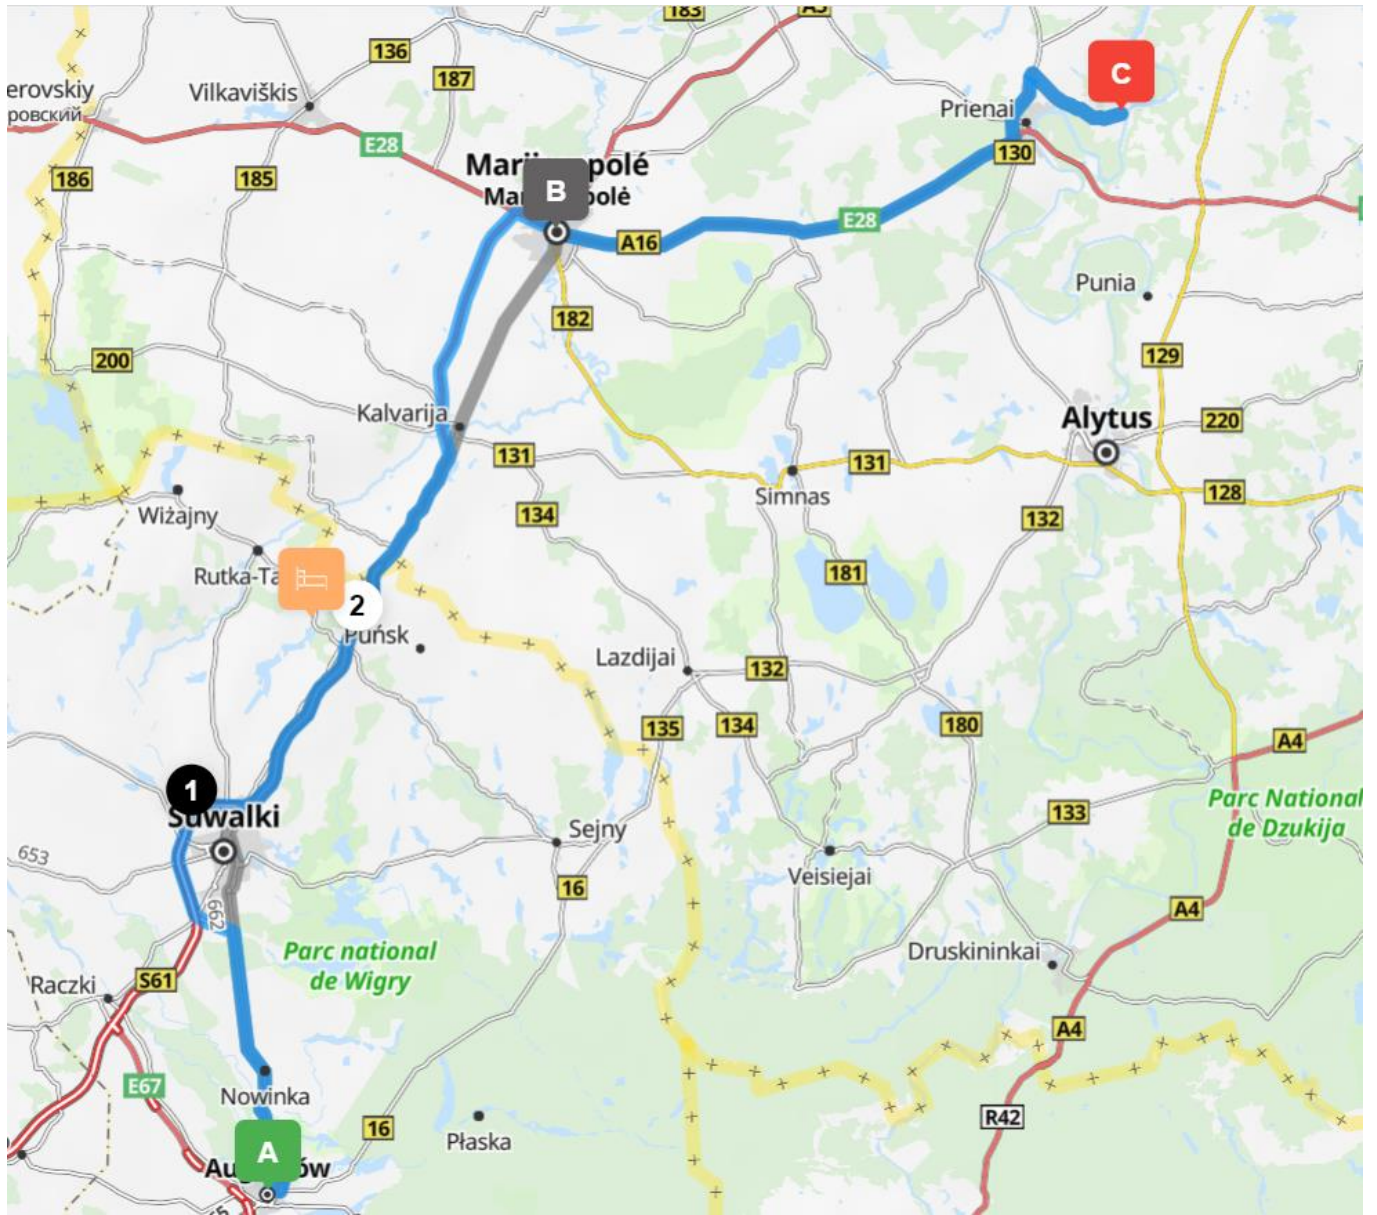 183
A5
136
187
erovskiy
ровский
Vilkaviškis
C
Prienai
E28
130
186
185
B
E28
A16
Punia
182
200
129
Kalvarija
Alytus
220
131
131
Simnas
128
Wiżajny
134
132
181
2
Puńsk
Lazdijai
132
135
134
180
A4
1
Suwalki
Parc National
de Dzukija
133
653
Sejny
16
Veisiejai
662
A4
Parc national
de Wigry
Druskininkai
S61
Raczki
A4
E67
Nowinka
R42
16
Płaska
A